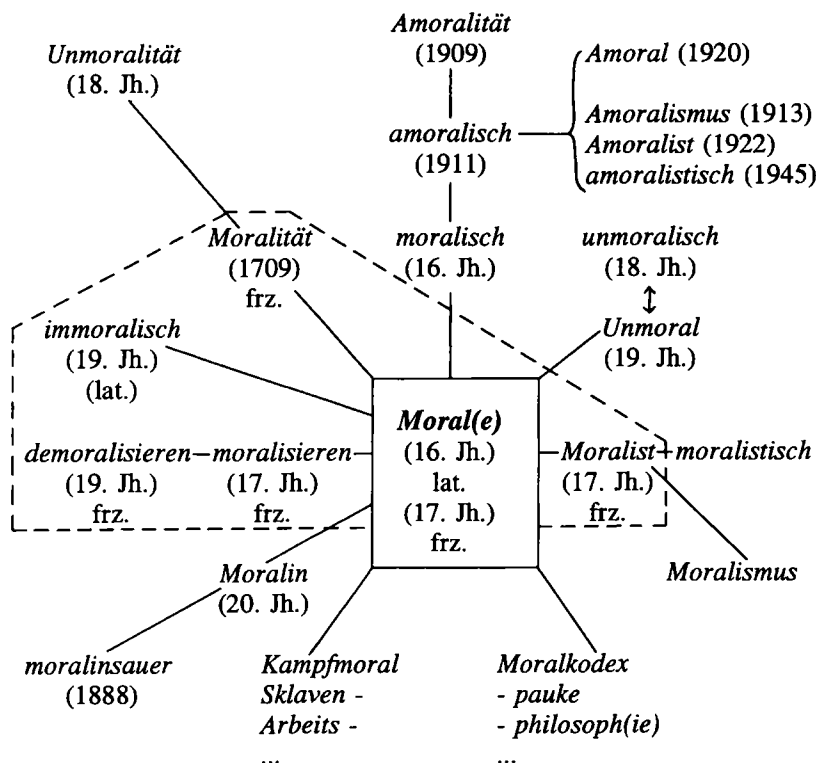 Amoralität
(1909)
Unmoralität
(18. Jh.)
Amoral (1920)
Amoralismus (1913)
Amoralist (1922)
amoralistisch (1945)
amoralisch
(1911)
Moralität
(1709)
frz.
moralisch
(16. Jh.)
unmoralisch
(18. Jh.)
↕
Unmoral
(19. Jh.)
immoralisch
(19. Jh.)
(lat.)
Moral(e)
(16. Jh.)
lat.
(17. Jh.)
frz.
demoralisieren
(19. Jh.)
frz.
moralisieren
(17. Jh.)
frz.
Moralist
(17. Jh.)
frz.
moralistisch
Moralismus
Moralin
(20. Jh.)
moralinsauer
(1888)
Kampfmoral
Sklaven -
Arbeits -
...
Moralkodex
- pauke
- philosoph(ie)
...